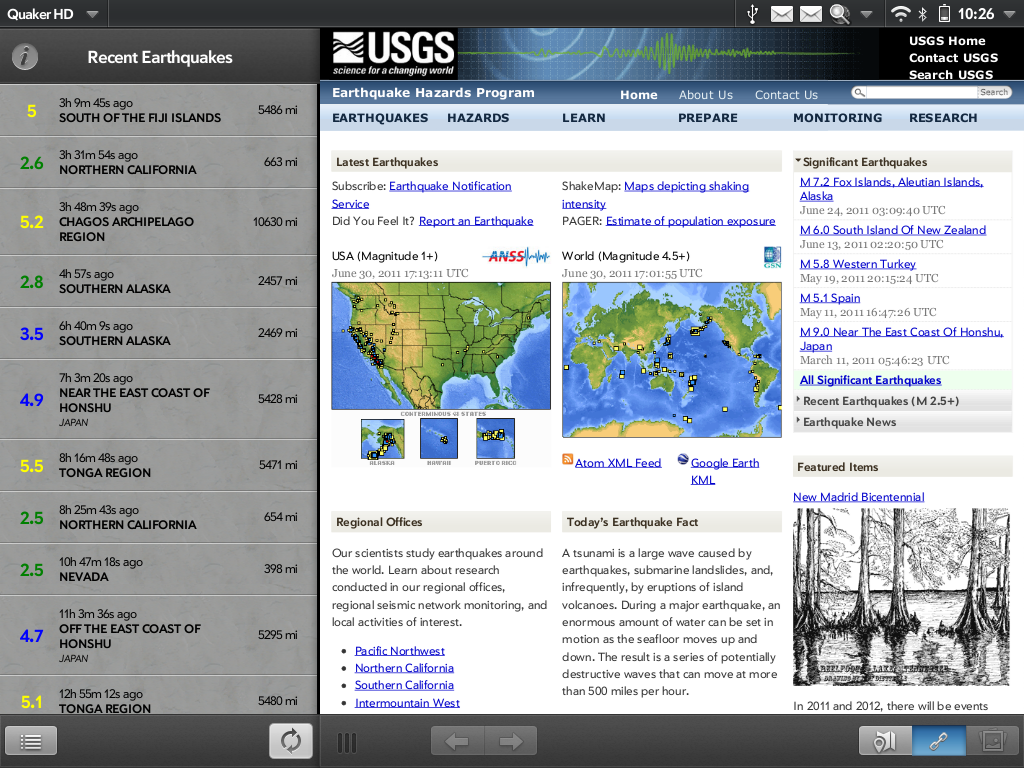 Quaker HD
10:26
Recent Earthquakes
5
3h 9m 45s ago
SOUTH OF THE FIJI ISLANDS
5486 mi
2.6
3h 31m 54s ago
NORTHERN CALIFORNIA
663 mi
5.2
3h 48m 39s ago
CHAGOS ARCHIPELAGO
REGION
10630 mi
2.8
4h 57s ago
SOUTHERN ALASKA
2457 mi
3.5
6h 40m 9s ago
SOUTHERN ALASKA
2469 mi
4.9
7h 3m 20s ago
NEAR THE EAST COAST OF
HONSHU
JAPAN
5428 mi
5.5
8h 16m 48s ago
TONGA REGION
5471 mi
2.5
8h 25m 43s ago
NORTHERN CALIFORNIA
654 mi
2.5
10h 47m 18s ago
NEVADA
398 mi
4.7
11h 3m 36s ago
OFF THE EAST COAST OF
HONSHU
JAPAN
5295 mi
5.1
12h 55m 12s ago
TONGA REGION
5480 mi
USGS
science for a changing world
USGS Home
Contact USGS
Search USGS
Earthquake Hazards Program
Home
About Us
Contact Us
Search
EARTHQUAKES
HAZARDS
LEARN
PREPARE
MONITORING
RESEARCH
Latest Earthquakes
Subscribe: Earthquake Notification
Service
Did You Feel It? Report an Earthquake
ShakeMap: Maps depicting shaking
intensity
PAGER: Estimate of population exposure
USA (Magnitude 1+)
June 30, 2011 17:13:11 UTC
ANSS
World (Magnitude 4.5+)
June 30, 2011 17:01:55 UTC
GSN
CONTERMINOUS 48 STATES
ALASKA
HAWAII
PUERTO RICO
Atom XML Feed
Google Earth
KML
Regional Offices
Our scientists study earthquakes around
the world. Learn about research
conducted in our regional offices,
regional seismic network monitoring, and
local activities of interest.
Pacific Northwest
Northern California
Southern California
Intermountain West
Today's Earthquake Fact
A tsunami is a large wave caused by
earthquakes, submarine landslides, and,
infrequently, by eruptions of island
volcanoes. During a major earthquake, an
enormous amount of water can be set in
motion as the seafloor moves up and
down. The result is a series of potentially
destructive waves that can move at more
than 500 miles per hour.
Significant Earthquakes
M 7.2 Fox Islands, Aleutian Islands,
Alaska
June 24, 2011 03:09:40 UTC
M 6.0 South Island Of New Zealand
June 13, 2011 02:20:50 UTC
M 5.8 Western Turkey
May 19, 2011 20:15:24 UTC
M 5.1 Spain
May 11, 2011 16:47:26 UTC
M 9.0 Near The East Coast Of Honshu,
Japan
March 11, 2011 05:46:23 UTC
All Significant Earthquakes
Recent Earthquakes (M 2.5+)
Earthquake News
Featured Items
New Madrid Bicentennial
REELFOOT LAKE, TENNESSEE
In 2011 and 2012, there will be events